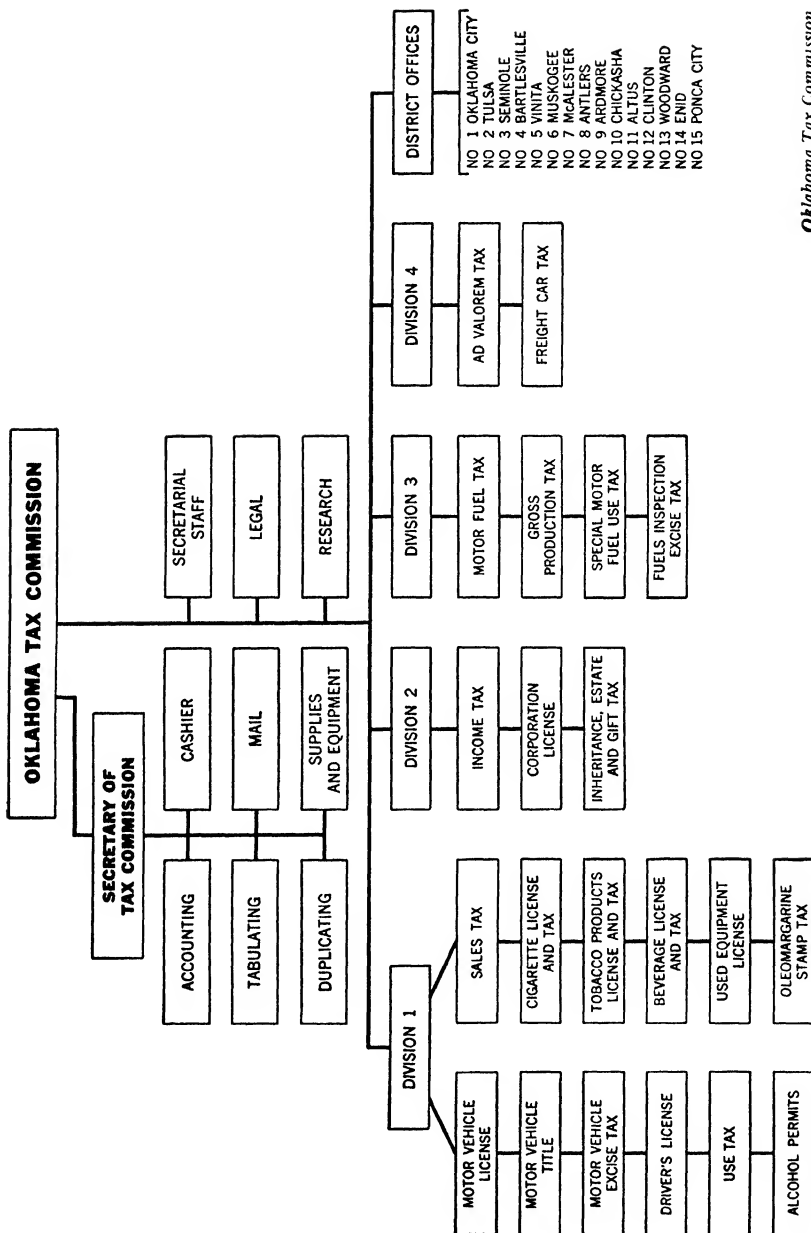 OKLAHOMA TAX COMMISSION
SECRETARY OF
TAX COMMISSION
ACCOUNTING
CASHIER
TABULATING
MAIL
DUPLICATING
SUPPLIES
AND EQUIPMENT
SECRETARIAL
STAFF
LEGAL
RESEARCH
DIVISION 1
MOTOR VEHICLE
LICENSE
MOTOR VEHICLE
TITLE
MOTOR VEHICLE
EXCISE TAX
DRIVER'S LICENSE
USE TAX
ALCOHOL PERMITS
SALES TAX
CIGARETTE LICENSE
AND TAX
TOBACCO PRODUCTS
LICENSE AND TAX
BEVERAGE LICENSE
AND TAX
USED EQUIPMENT
LICENSE
OLEOMARGARINE
STAMP TAX
DIVISION 2
INCOME TAX
CORPORATION
LICENSE
INHERITANCE, ESTATE
AND GIFT TAX
DIVISION 3
MOTOR FUEL TAX
GROSS
PRODUCTION TAX
SPECIAL MOTOR
FUEL USE TAX
FUELS INSPECTION
EXCISE TAX
DIVISION 4
AD VALOREM TAX
FREIGHT CAR TAX
DISTRICT OFFICES
NO 1 OKLAHOMA CITY
NO 2 TULSA
NO 3 SEMINOLE
NO 4 BARTLESVILLE
NO 5 VINITA
NO 6 MUSKOGEE
NO 7 McALESTER
NO 8 ANTLERS
NO 9 ARDMORE
NO 10 CHICKASHA
NO 11 ALTUS
NO 12 CLINTON
NO 13 WOODWARD
NO 14 ENID
NO 15 PONCA CITY
Oklahoma Tax Commission